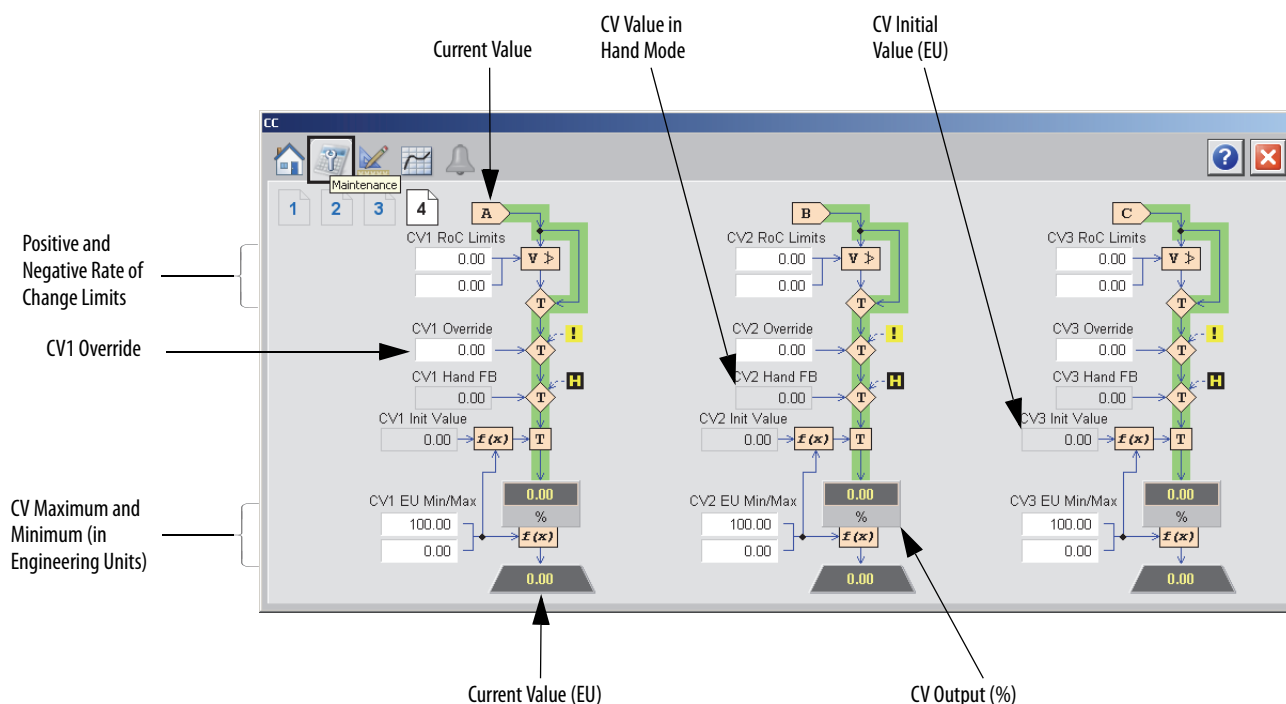 Current Value
CV Value in
Hand Mode
CV Initial
Value (EU)
CC
Maintenance
1 2 3 4
Positive and
Negative Rate of
Change Limits
CV1 Override
CV Maximum and
Minimum (in
Engineering Units)
A
CV1 RoC Limits
0.00
0.00
V
T
CV1 Override
0.00
T
!
CV1 Hand FB
0.00
T
H
CV1 Init Value
0.00
f(x)
T
CV1 EU Min/Max
100.00
0.00
0.00
%
f(x)
0.00
B
CV2 RoC Limits
0.00
0.00
V
T
CV2 Override
0.00
T
!
CV2 Hand FB
0.00
T
H
CV2 Init Value
0.00
f(x)
T
CV2 EU Min/Max
100.00
0.00
0.00
%
f(x)
0.00
C
CV3 RoC Limits
0.00
0.00
V
T
CV3 Override
0.00
T
!
CV3 Hand FB
0.00
T
H
CV3 Init Value
0.00
f(x)
T
CV3 EU Min/Max
100.00
0.00
0.00
%
f(x)
0.00
?
Current Value (EU)
CV Output (%)